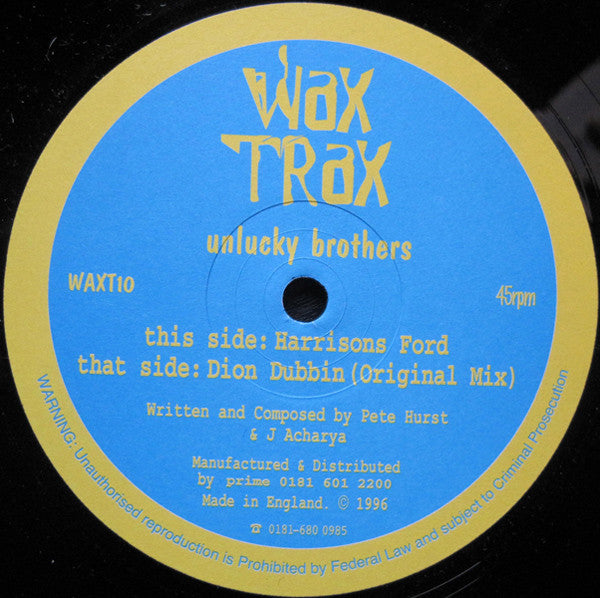 Wax
Trax
unlucky brothers
WAXT10
45rpm
this side: Harrisons Ford
that side: Dion Dubbin (Original Mix)
Written and Composed by Pete Hurst
& J Acharya
Manufactured & Distributed
by prime 0181 601 2200
Made in England. © 1996
☎ 0181-680 0985
WARNING: Unauthorised reproduction is Prohibited by Federal Law and subject to Criminal Prosecution